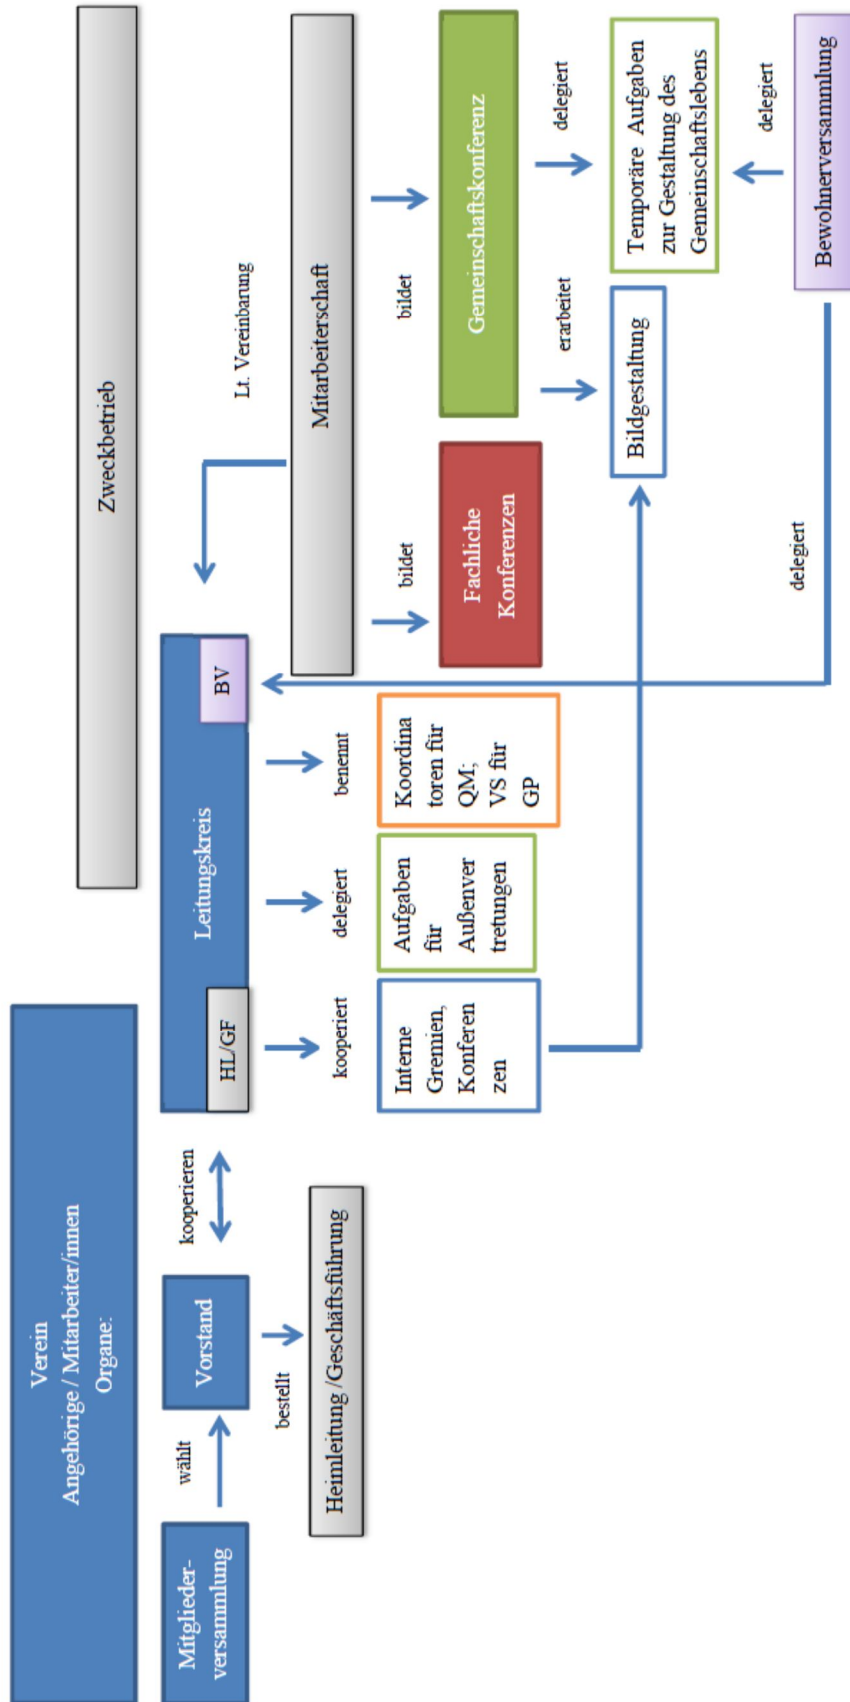 Verein
Angehörige / Mitarbeiter/innen
Organe:
Zweckbetrieb
Mitglieder-
versammlung
wählt
Vorstand
kooperieren
Leitungskreis
HL/GF
BV
Lt. Vereinbarung
bestellt
Heimleitung /Geschäftsführung
kooperiert
delegiert
benennt
Mitarbeiterschaft
Interne
Gremien,
Konferen
zen
Aufgaben
für
Außenver
tretungen
Koordina
toren für
QM;
VS für
GP
bildet
bildet
Fachliche
Konferenzen
Gemeinschaftskonferenz
erarbeitet
delegiert
Bildgestaltung
Temporäre Aufgaben
zur Gestaltung des
Gemeinschaftslebens
delegiert
delegiert
Bewohnerversammlung